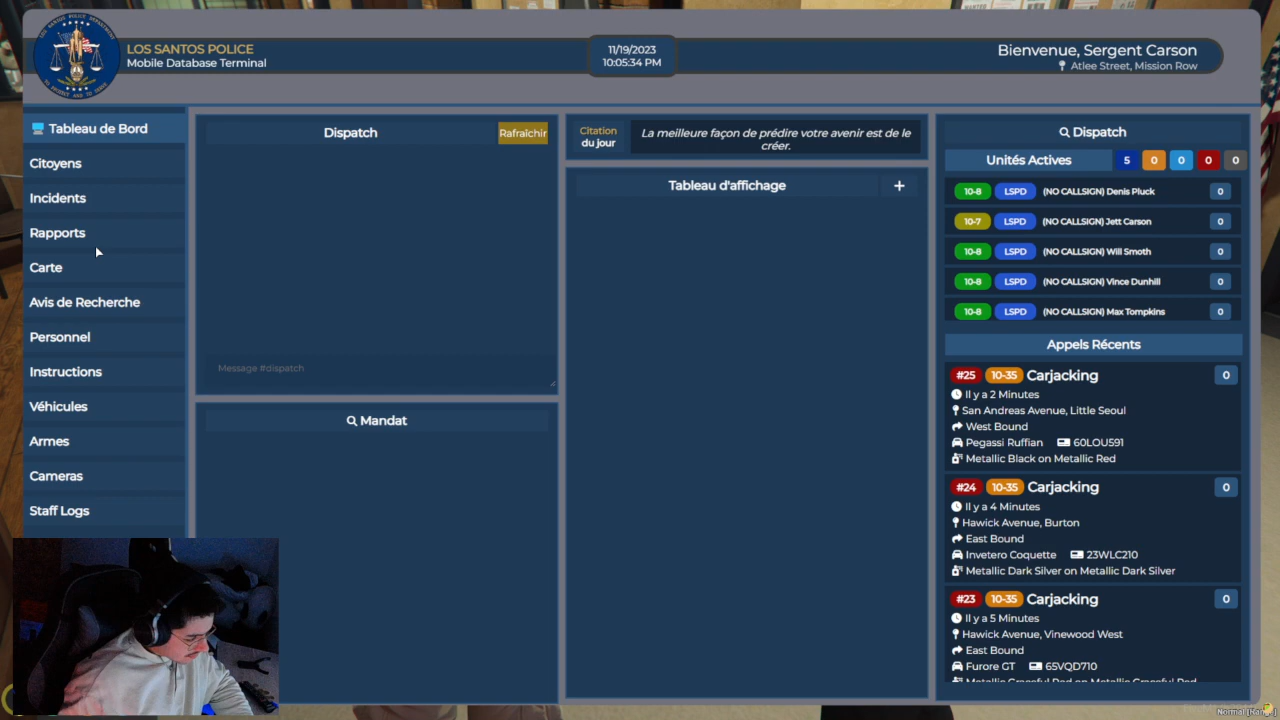 LOS SANTOS POLICE
Mobile Database Terminal
11/19/2023
10:05:34 PM
Bienvenue, Sergent Carson
Atlee Street, Mission Row
Tableau de Bord
Citoyens
Incidents
Rapports
Carte
Avis de Recherche
Personnel
Instructions
Véhicules
Armes
Cameras
Staff Logs
Dispatch
Rafraîchir
Message #dispatch
Mandat
Citation
du jour
La meilleure façon de prédire votre avenir est de le
créer.
Tableau d'affichage +
Dispatch
Unités Actives 5 0 0 0 0
10-8 LSPD (NO CALLSIGN) Denis Pluck 0
10-7 LSPD (NO CALLSIGN) Jett Carson 0
10-8 LSPD (NO CALLSIGN) Will Smoth 0
10-8 LSPD (NO CALLSIGN) Vince Dunhill 0
10-8 LSPD (NO CALLSIGN) Max Tompkins 0
Appels Récents
#25 10-35 Carjacking 0
Il y a 2 Minutes
San Andreas Avenue, Little Seoul
West Bound
Pegassi Ruffian 60LOU591
Metallic Black on Metallic Red
#24 10-35 Carjacking 0
Il y a 4 Minutes
Hawick Avenue, Burton
East Bound
Invetero Coquette 23WLC210
Metallic Dark Silver on Metallic Dark Silver
#23 10-35 Carjacking 0
Il y a 5 Minutes
Hawick Avenue, Vinewood West
East Bound
Furore GT 65VQD710
Metallic Graceful Red on Metallic Graceful Red